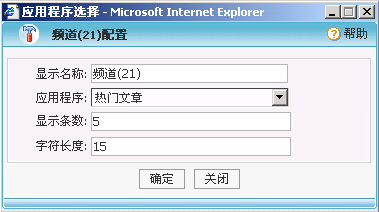 应用程序选择 - Microsoft Internet Explorer
频道(21)配置 帮助
显示名称: 频道(21)
应用程序: 热门文章
显示条数: 5
字符长度: 15
确定 关闭